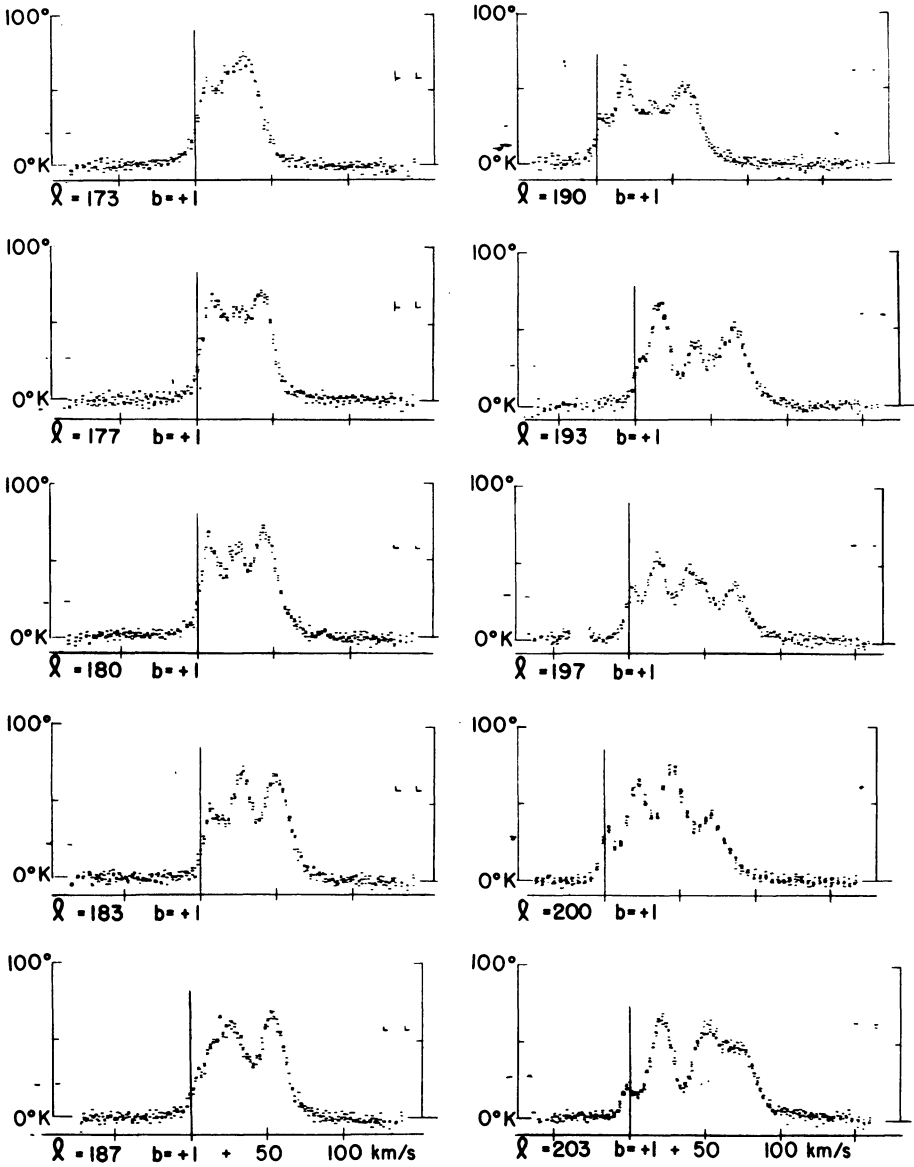 100°
0°K
ℓ = 173 b = +1
100°
0°K
ℓ = 177 b = +1
100°
0°K
ℓ = 180 b = +1
100°
0°K
ℓ = 183 b = +1
100°
0°K
ℓ = 187 b = +1 + 50 100 km/s
100°
0°K
ℓ = 190 b = +1
100°
0°K
ℓ = 193 b = +1
100°
0°K
ℓ = 197 b = +1
100°
0°K
ℓ = 200 b = +1
100°
0°K
ℓ = 203 b = +1 + 50 100 km/s